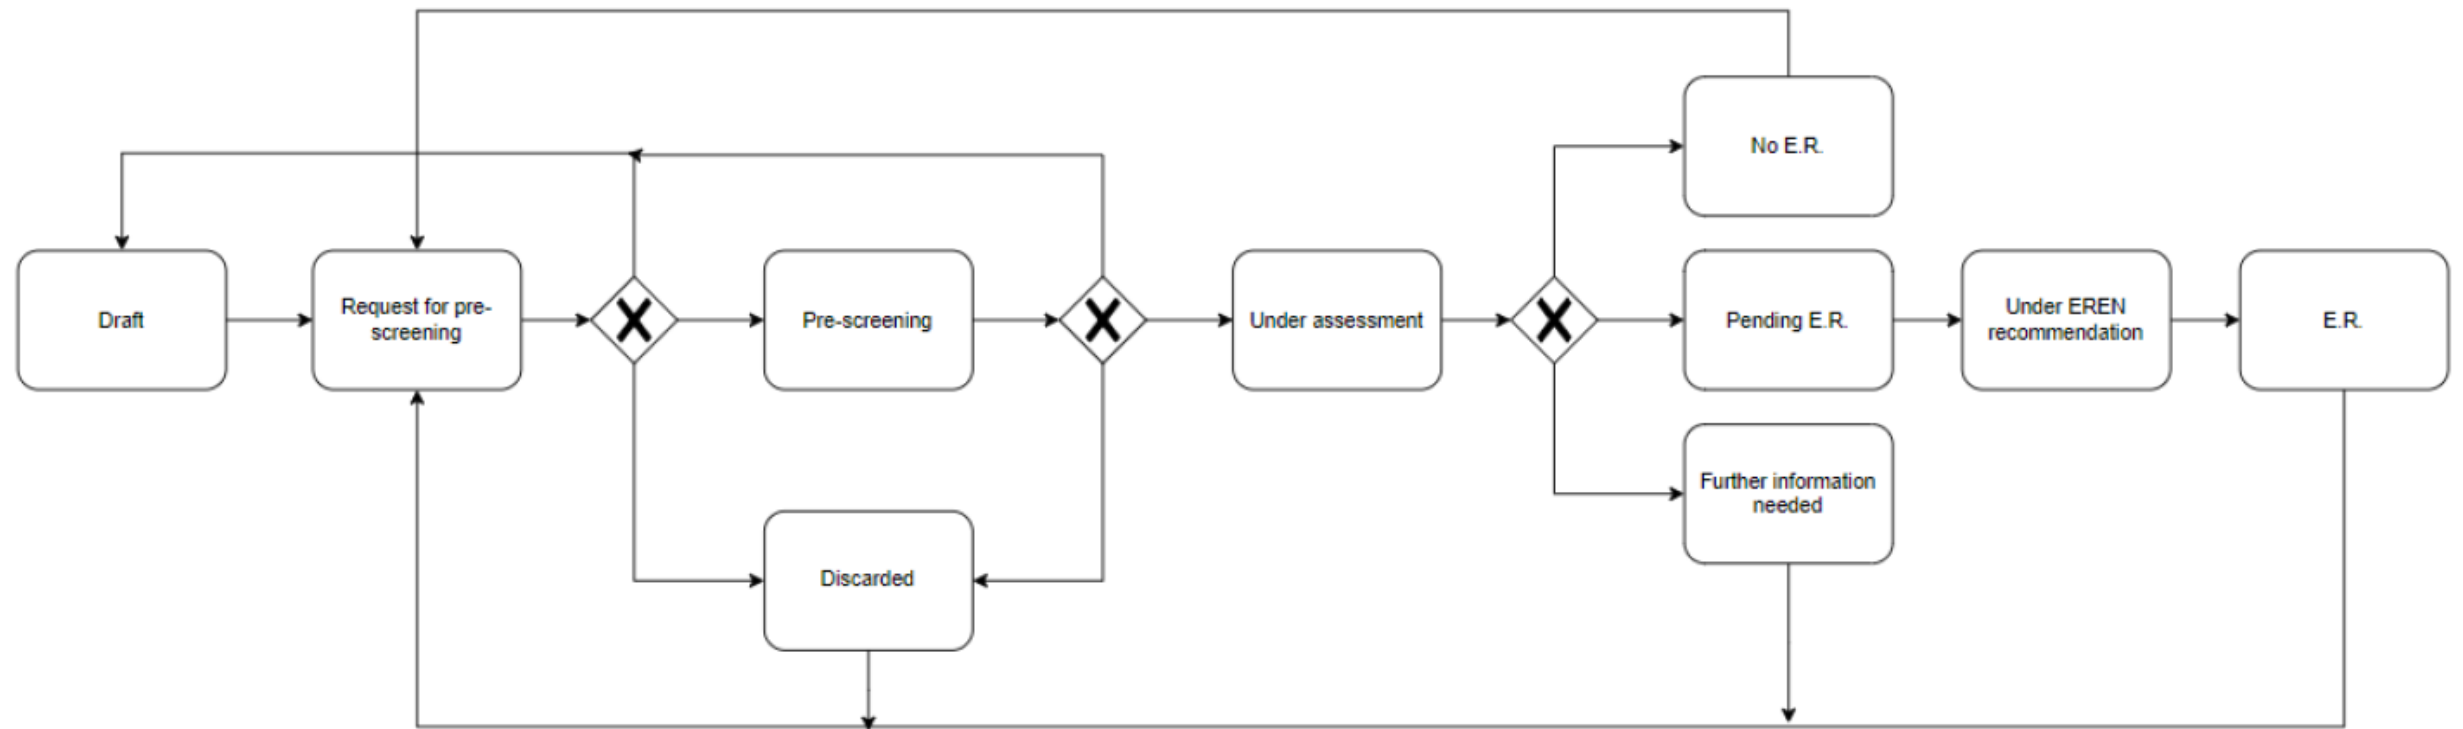 No E.R.
Draft
Request for pre-
screening
Pre-screening
Under assessment
Pending E.R.
Under EREN
recommendation
E.R.
Further information
needed
Discarded